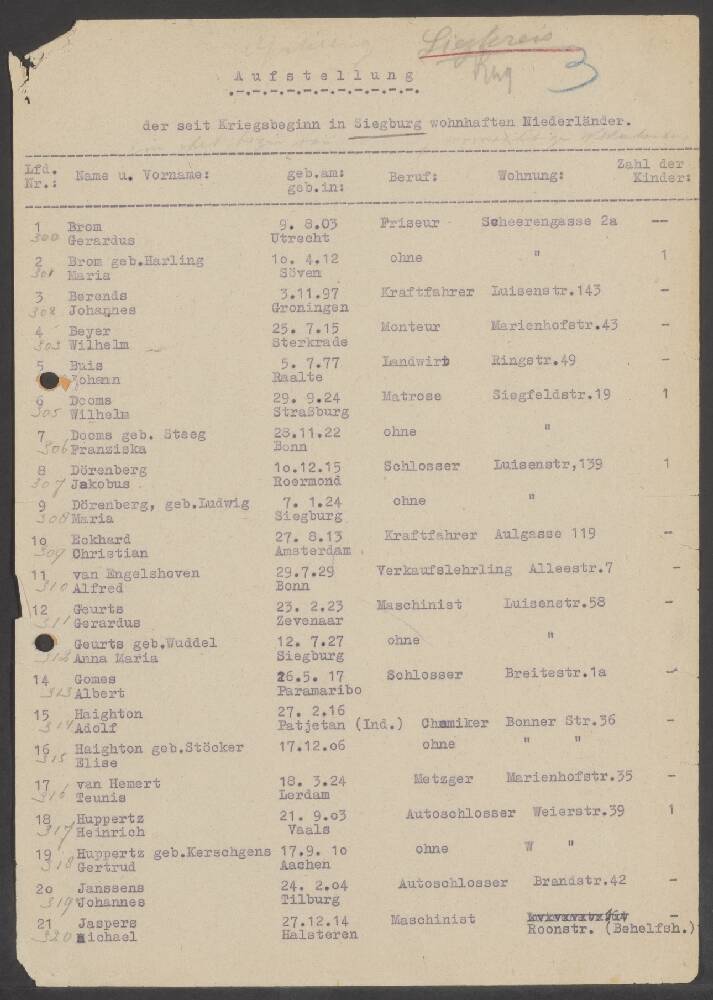 Siegkreis
3
Aufstellung
der seit Kriegsbeginn in Siegburg wohnhaften Niederländer.
Lfd. Nr.: Name u. Vorname: geb.am: geb.in: Beruf: Wohnung: Zahl der Kinder:
1 Brom 9. 8.03 Friseur Scheerengasse 2a --
300 Gerardus Utrecht
2 Brom geb.Harling 1o. 4.12 ohne " 1
301 Maria Söven
3 Berends 3.11.97 Kraftfahrer Luisenstr.143 -
302 Johannes Groningen
4 Beyer 25. 7.15 Monteur Marienhofstr.43 -
303 Wilhelm Sterkrade
5 Buis 5. 7.77 Landwirt Ringstr.49 -
Johann Raalte
6 Dooms 29. 9.24 Matrose Siegfeldstr.19 1
305 Wilhelm Straßburg
7 Dooms geb. Steeg 28.11.22 ohne "
306 Franziska Bonn
8 Dörenberg 1o.12.15 Schlosser Luisenstr,139 1
307 Jakobus Roermond
9 Dörenberg, geb.Ludwig 7. 1.24 ohne "
308 Maria Siegburg
1o Eckhard 27. 8.13 Kraftfahrer Aulgasse 119 -
309 Christian Amsterdam
11 van Engelshoven 29.7.29 Verkaufslehrling Alleestr.7 -
310 Alfred Bonn
12 Geurts 23. 2.23 Maschinist Luisenstr.58 -
311 Gerardus Zevenaar
Geurts geb.Wuddel 12. 7.27 ohne " -
312 Anna Maria Siegburg
14 Gomes 26.5. 17 Schlosser Breitestr.1a -
313 Albert Paramaribo
15 Haighton 27. 2.16
314 Adolf Patjetan (Ind.) Chemiker Bonner Str.36 -
16 Haighton geb.Stöcker 17.12.o6 ohne " "
315 Elise
17 van Hemert 18. 3.24 Metzger Marienhofstr.35 -
316 Teunis Lerdam
18 Huppertz 21. 9.o3 Autoschlosser Weierstr.39 1
317 Heinrich Vaals
19 Huppertz geb.Kerschgens 17.9. 1o ohne " "
318 Gertrud Aachen
2o Janssens 24. 2.o4 Autoschlosser Brandstr.42 -
319 Johannes Tilburg
21 Jaspers 27.12.14 Maschinist -
320 Michael Halsteren Roonstr. (Behelfsh.)